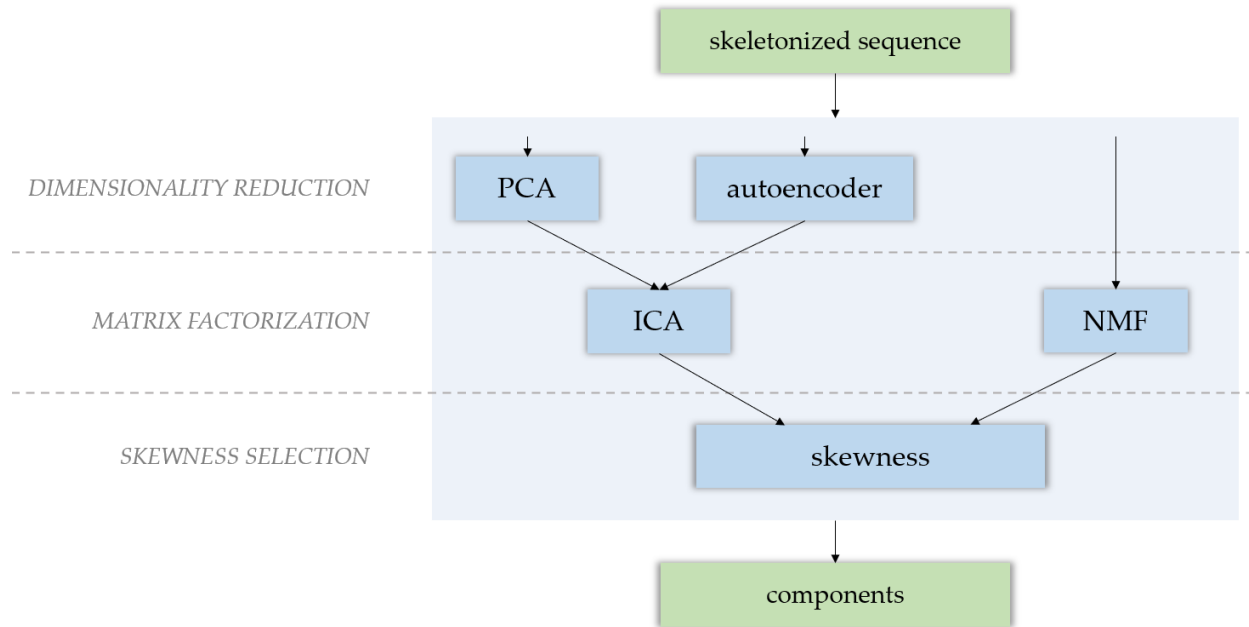 skeletonized sequence
DIMENSIONALITY REDUCTION
PCA
autoencoder
MATRIX FACTORIZATION
ICA
NMF
SKEWNESS SELECTION
skewness
components